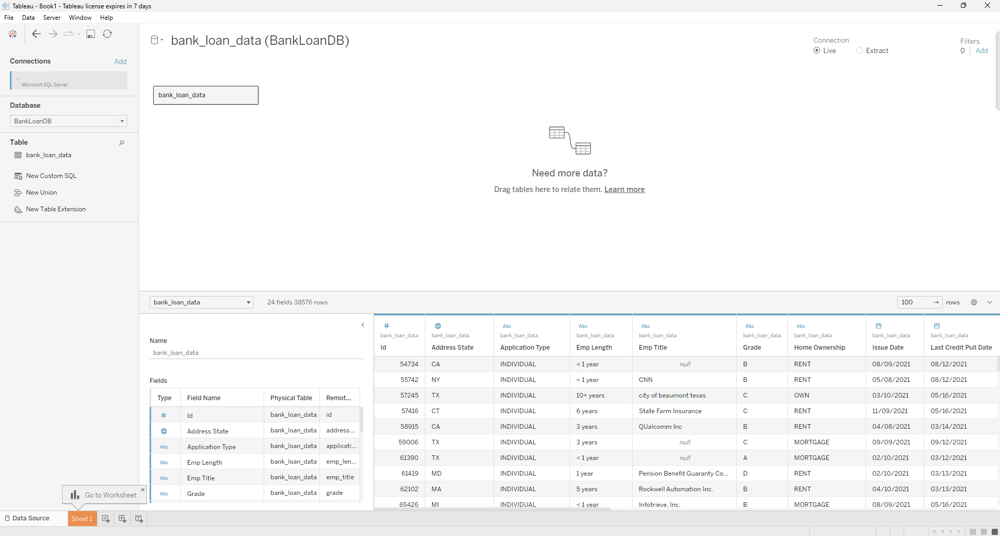 Tableau - Book1 - Tableau license expires in 7 days
File Data Server Window Help
Connections Add
.
Microsoft SQL Server
Database
BankLoanDB
Table
bank_loan_data
New Custom SQL
New Union
New Table Extension
bank_loan_data (BankLoanDB)
Connection
Live Extract
Filters
0 Add
bank_loan_data
Need more data?
Drag tables here to relate them. Learn more
bank_loan_data 24 fields 38576 rows 100 rows
Name
bank_loan_data
Fields
Type Field Name Physical Table Remot...
Id bank_loan_data id
Address State bank_loan_data address...
Abc Application Type bank_loan_data applicati...
Abc Emp Length bank_loan_data emp_len...
Abc Emp Title bank_loan_data emp_title
Abc Grade bank_loan_data grade
# Abc Abc Abc Abc Abc
bank_loan_data bank_loan_data bank_loan_data bank_loan_data bank_loan_data bank_loan_data bank_loan_data bank_loan_data bank_loan_data
Id Address State Application Type Emp Length Emp Title Grade Home Ownership Issue Date Last Credit Pull Date
54734 CA INDIVIDUAL < 1 year null B RENT 08/09/2021 08/12/2021
55742 NY INDIVIDUAL < 1 year CNN B RENT 05/08/2021 08/12/2021
57245 TX INDIVIDUAL 10+ years city of beaumont texas C OWN 03/10/2021 05/16/2021
57416 CT INDIVIDUAL 6 years State Farm Insurance C RENT 11/09/2021 05/16/2021
58915 CA INDIVIDUAL 3 years QUalcomm Inc B RENT 04/08/2021 03/14/2021
59006 TX INDIVIDUAL 3 years null C MORTGAGE 09/09/2021 09/12/2021
61390 TX INDIVIDUAL < 1 year null A MORTGAGE 02/10/2021 03/12/2021
61419 MD INDIVIDUAL 1 year Pension Benefit Guaranty Co... D RENT 02/10/2021 03/13/2021
62102 MA INDIVIDUAL 5 years Rockwell Automation Inc. B RENT 04/10/2021 03/13/2021
65426 MI INDIVIDUAL < 1 year Infotrieve, Inc. B MORTGAGE 08/09/2021 05/16/2021
Go to Worksheet
Data Source Sheet 1